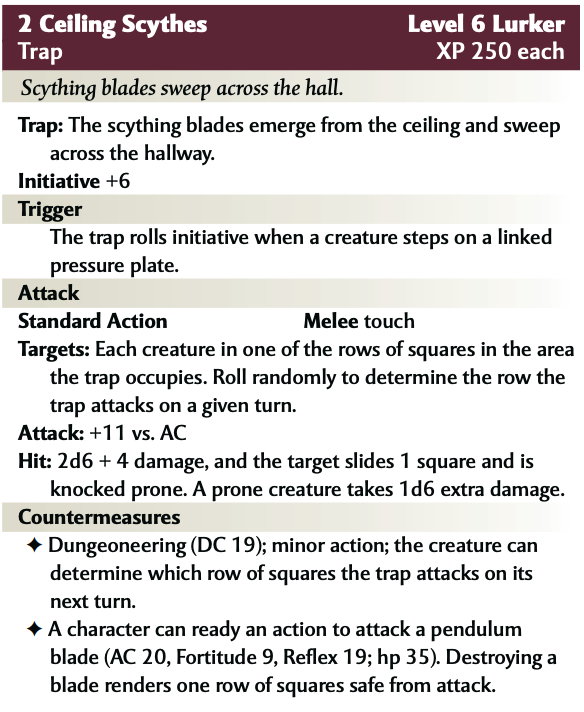 2 Ceiling Scythes Level 6 Lurker
Trap XP 250 each
Scything blades sweep across the hall.
Trap: The scything blades emerge from the ceiling and sweep
across the hallway.
Initiative +6
Trigger
The trap rolls initiative when a creature steps on a linked
pressure plate.
Attack
Standard Action Melee touch
Targets: Each creature in one of the rows of squares in the area
the trap occupies. Roll randomly to determine the row the
trap attacks on a given turn.
Attack: +11 vs. AC
Hit: 2d6 + 4 damage, and the target slides 1 square and is
knocked prone. A prone creature takes 1d6 extra damage.
Countermeasures
✦ Dungeoneering (DC 19); minor action; the creature can
determine which row of squares the trap attacks on its
next turn.
✦ A character can ready an action to attack a pendulum
blade (AC 20, Fortitude 9, Reflex 19; hp 35). Destroying a
blade renders one row of squares safe from attack.